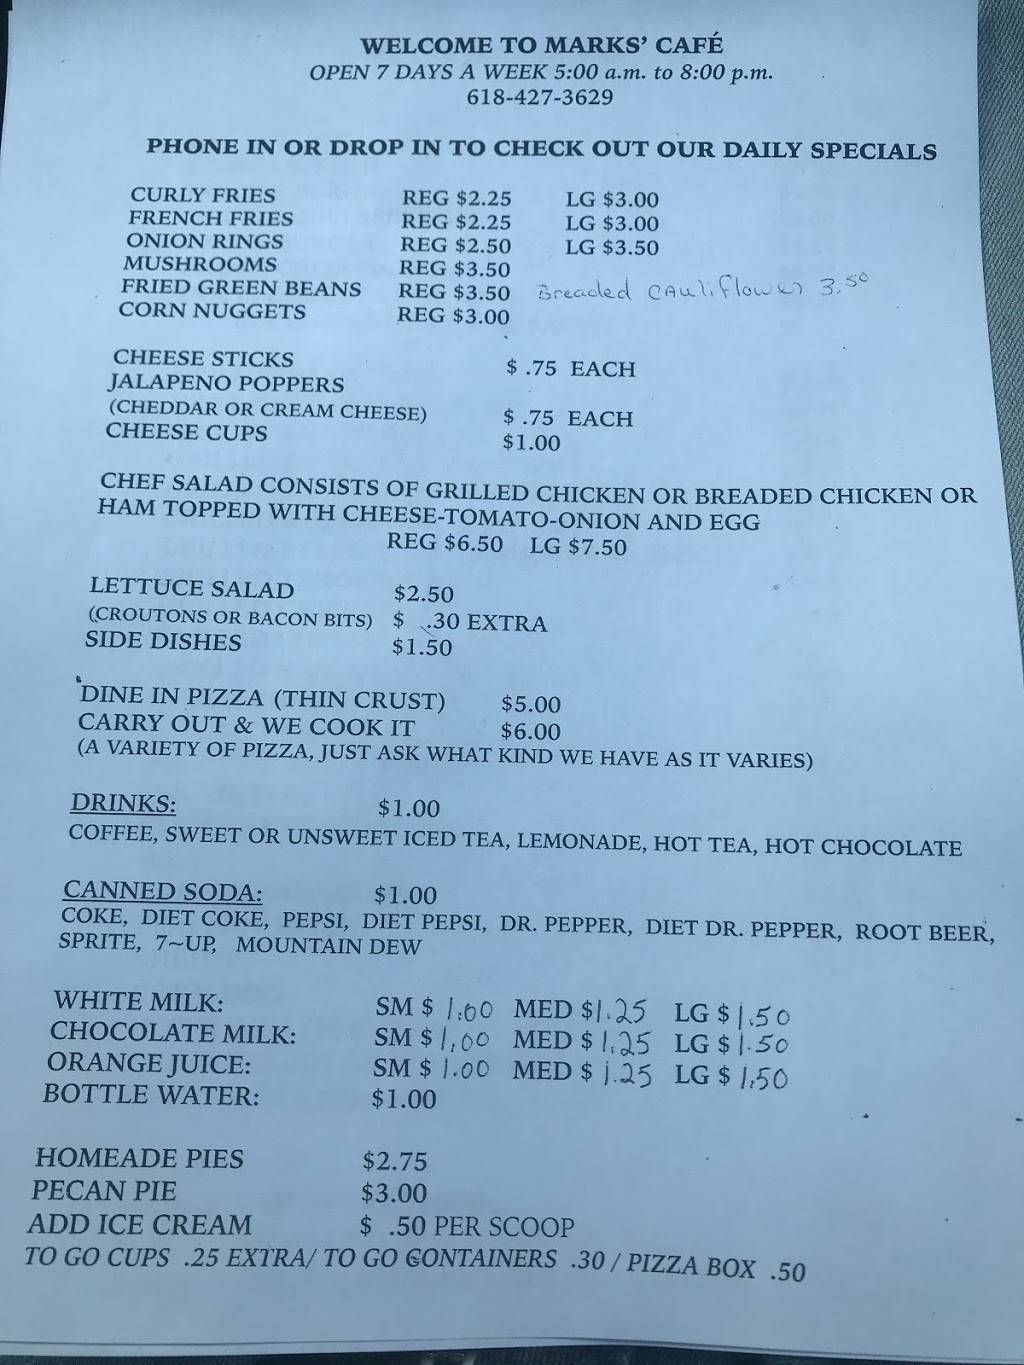 WELCOME TO MARKS' CAFÉ
OPEN 7 DAYS A WEEK 5:00 a.m. to 8:00 p.m.
618-427-3629
PHONE IN OR DROP IN TO CHECK OUT OUR DAILY SPECIALS
CURLY FRIES REG $2.25 LG $3.00
FRENCH FRIES REG $2.25 LG $3.00
ONION RINGS REG $2.50 LG $3.50
MUSHROOMS REG $3.50
FRIED GREEN BEANS REG $3.50 Breaded CAuliflower 3.50
CORN NUGGETS REG $3.00
CHEESE STICKS $ .75 EACH
JALAPENO POPPERS
(CHEDDAR OR CREAM CHEESE) $ .75 EACH
CHEESE CUPS $1.00
CHEF SALAD CONSISTS OF GRILLED CHICKEN OR BREADED CHICKEN OR
HAM TOPPED WITH CHEESE-TOMATO-ONION AND EGG
REG $6.50 LG $7.50
LETTUCE SALAD $2.50
(CROUTONS OR BACON BITS) $ .30 EXTRA
SIDE DISHES $1.50
DINE IN PIZZA (THIN CRUST) $5.00
CARRY OUT & WE COOK IT $6.00
(A VARIETY OF PIZZA, JUST ASK WHAT KIND WE HAVE AS IT VARIES)
DRINKS: $1.00
COFFEE, SWEET OR UNSWEET ICED TEA, LEMONADE, HOT TEA, HOT CHOCOLATE
CANNED SODA: $1.00
COKE, DIET COKE, PEPSI, DIET PEPSI, DR. PEPPER, DIET DR. PEPPER, ROOT BEER,
SPRITE, 7~UP, MOUNTAIN DEW
WHITE MILK: SM $ 1.00 MED $1.25 LG $ 1.50
CHOCOLATE MILK: SM $ 1.00 MED $ 1.25 LG $ 1.50
ORANGE JUICE: SM $ 1.00 MED $ 1.25 LG $ 1.50
BOTTLE WATER: $1.00
HOMEADE PIES $2.75
PECAN PIE $3.00
ADD ICE CREAM $ .50 PER SCOOP
TO GO CUPS .25 EXTRA/ TO GO CONTAINERS .30 / PIZZA BOX .50